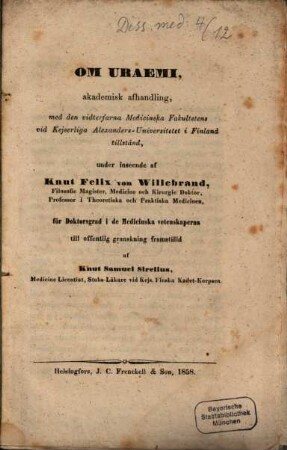 Diss. med. 4/12
OM URAEMI,
akademisk afhandling,
med den vidterfarna Medicinska Fakultetens
vid Kejserliga Alexanders-Universitetet i Finland
tillstånd,
under inseende af
Knut Felix von Willebrand,
Filosofie Magister, Medicine och Kirurgie Doktor,
Professor i Theoretiska och Praktiska Medicinen,
för Doktorsgrad i de Medicinska vetenskaperna
till offentlig granskning framställd
af
Knut Samuel Sirelius,
Medicine Licentiat, Stabs-Läkare vid Kejs. Finska Kadet-Korpsen.
Helsingfors, J. C. Frenckell & Son, 1858.
Bayerische
Staatsbibliothek
München